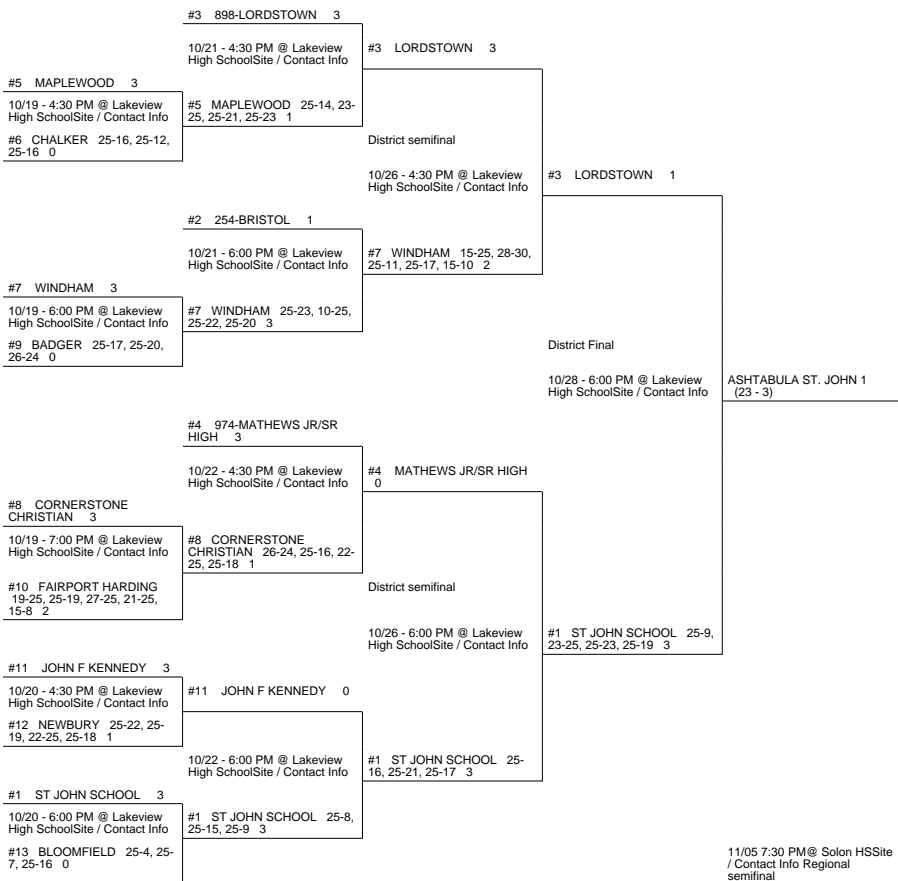 #3 898-LORDSTOWN 3
10/21 - 4:30 PM @ Lakeview
High SchoolSite / Contact Info
#3 LORDSTOWN 3
#5 MAPLEWOOD 3
10/19 - 4:30 PM @ Lakeview
High SchoolSite / Contact Info
#5 MAPLEWOOD 25-14, 23-
25, 25-21, 25-23 1
#6 CHALKER 25-16, 25-12,
25-16 0
District semifinal
10/26 - 4:30 PM @ Lakeview
High SchoolSite / Contact Info
#3 LORDSTOWN 1
#2 254-BRISTOL 1
10/21 - 6:00 PM @ Lakeview
High SchoolSite / Contact Info
#7 WINDHAM 15-25, 28-30,
25-11, 25-17, 15-10 2
#7 WINDHAM 3
10/19 - 6:00 PM @ Lakeview
High SchoolSite / Contact Info
#7 WINDHAM 25-23, 10-25,
25-22, 25-20 3
#9 BADGER 25-17, 25-20,
26-24 0
District Final
10/28 - 6:00 PM @ Lakeview
High SchoolSite / Contact Info
ASHTABULA ST. JOHN 1
(23 - 3)
#4 974-MATHEWS JR/SR
HIGH 3
10/22 - 4:30 PM @ Lakeview
High SchoolSite / Contact Info
#4 MATHEWS JR/SR HIGH
0
#8 CORNERSTONE
CHRISTIAN 3
10/19 - 7:00 PM @ Lakeview
High SchoolSite / Contact Info
#8 CORNERSTONE
CHRISTIAN 26-24, 25-16, 22-
25, 25-18 1
#10 FAIRPORT HARDING
19-25, 25-19, 27-25, 21-25,
15-8 2
District semifinal
10/26 - 6:00 PM @ Lakeview
High SchoolSite / Contact Info
#1 ST JOHN SCHOOL 25-9,
23-25, 25-23, 25-19 3
#11 JOHN F KENNEDY 3
10/20 - 4:30 PM @ Lakeview
High SchoolSite / Contact Info
#11 JOHN F KENNEDY 0
#12 NEWBURY 25-22, 25-
19, 22-25, 25-18 1
10/22 - 6:00 PM @ Lakeview
High SchoolSite / Contact Info
#1 ST JOHN SCHOOL 25-
16, 25-21, 25-17 3
#1 ST JOHN SCHOOL 3
10/20 - 6:00 PM @ Lakeview
High SchoolSite / Contact Info
#1 ST JOHN SCHOOL 25-8,
25-15, 25-9 3
#13 BLOOMFIELD 25-4, 25-
7, 25-16 0
11/05 7:30 PM@ Solon HSSite
/ Contact Info Regional
semifinal